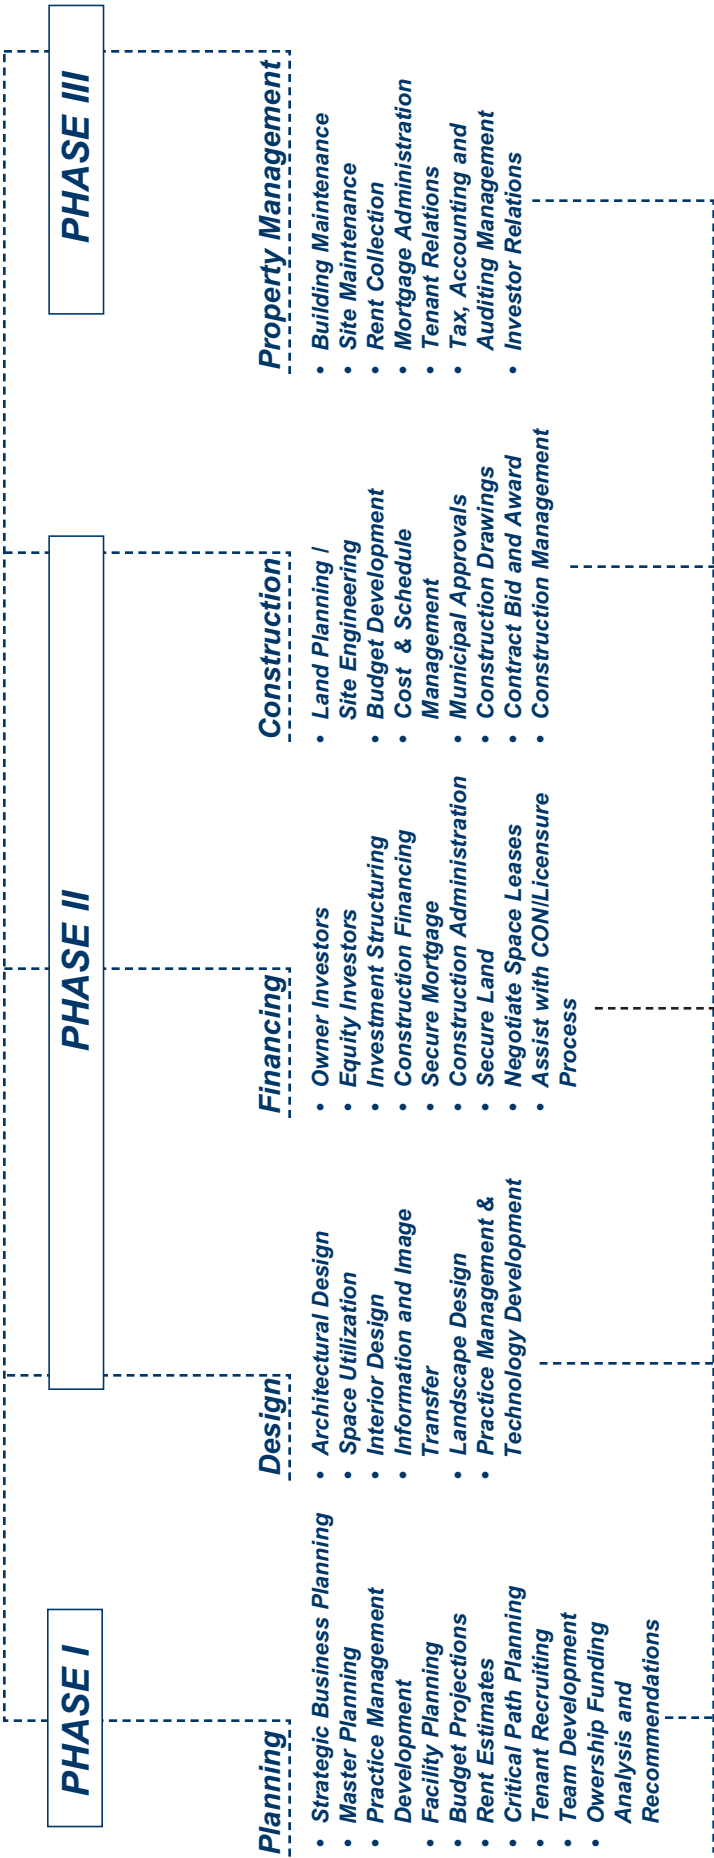 PHASE I
PHASE II
PHASE III
Planning
• Strategic Business Planning
• Master Planning
• Practice Management
Development
• Facility Planning
• Budget Projections
• Rent Estimates
• Critical Path Planning
• Tenant Recruiting
• Team Development
• Owership Funding
Analysis and
Recommendations
Design
• Architectural Design
• Space Utilization
• Interior Design
• Information and Image
Transfer
• Landscape Design
• Practice Management &
Technology Development
Financing
• Owner Investors
• Equity Investors
• Investment Structuring
• Construction Financing
• Secure Mortgage
• Construction Administration
• Secure Land
• Negotiate Space Leases
• Assist with CON/Licensure
Process
Construction
• Land Planning /
Site Engineering
• Budget Development
• Cost & Schedule
Management
• Municipal Approvals
• Construction Drawings
• Contract Bid and Award
• Construction Management
Property Management
• Building Maintenance
• Site Maintenance
• Rent Collection
• Mortgage Administration
• Tenant Relations
• Tax, Accounting and
Auditing Management
• Investor Relations